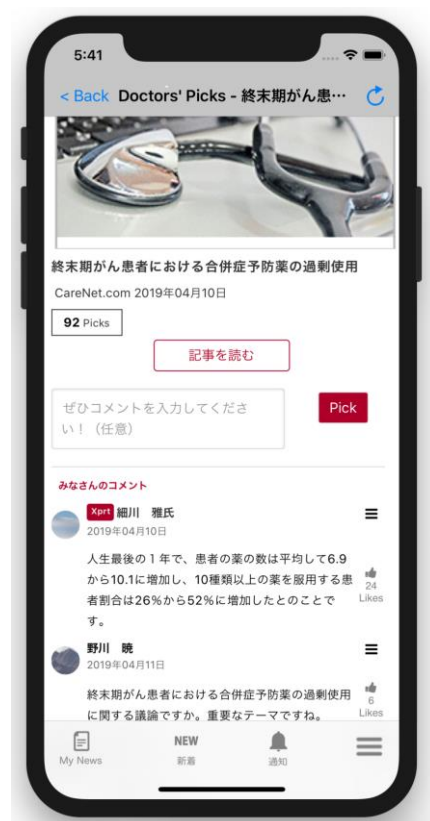 5:41
< Back Doctors' Picks - 終末期がん患…
終末期がん患者における合併症予防薬の過剰使用
CareNet.com 2019年04月10日
92 Picks
記事を読む
ぜひコメントを入力してくださ
い！（任意）
Pick
みなさんのコメント
Xprt 細川　雅氏
2019年04月10日
人生最後の１年で、患者の薬の数は平均して6.9
から10.1に増加し、10種類以上の薬を服用する患
者割合は26%から52%に増加したとのことで
す。
24
Likes
野川　暁
2019年04月11日
終末期がん患者における合併症予防薬の過剰使用
に関する議論ですか。重要なテーマですね。
6
Likes
My News
NEW
新着
通知